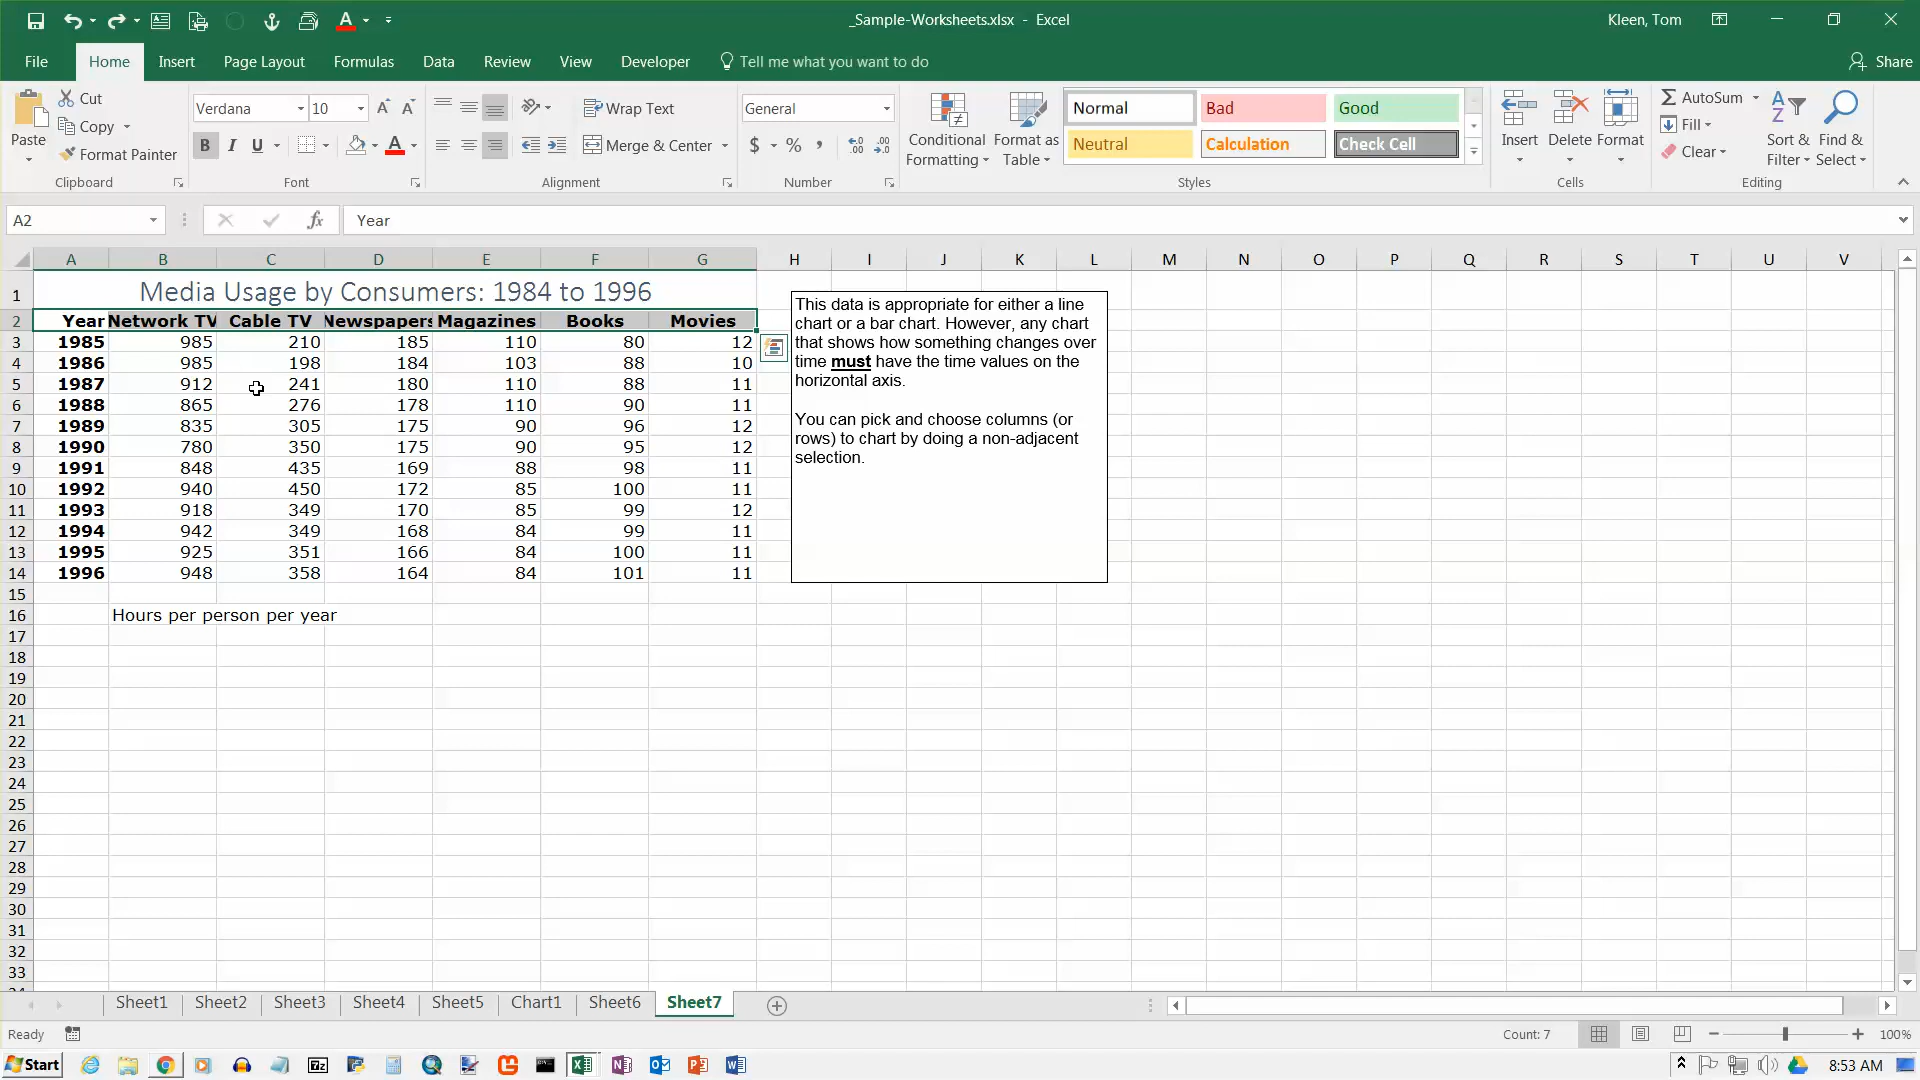 _Sample-Worksheets.xlsx - Excel
Kleen, Tom
File Home Insert Page Layout Formulas Data Review View Developer Tell me what you want to do Share
Paste
Cut
Copy
Format Painter
Clipboard
Verdana 10
B I U
Font
Wrap Text
Merge & Center
Alignment
General
$ % ,
Number
Conditional Formatting
Format as Table
Normal Bad Good
Neutral Calculation Check Cell
Styles
Insert Delete Format
Cells
AutoSum
Fill
Clear
Sort & Filter
Find & Select
Editing
A2 fx Year
A B C D E F G H I J K L M N O P Q R S T U V
1 Media Usage by Consumers: 1984 to 1996
2 Year Network TV Cable TV Newspapers Magazines Books Movies
3 1985 985 210 185 110 80 12
4 1986 985 198 184 103 88 10
5 1987 912 241 180 110 88 11
6 1988 865 276 178 110 90 11
7 1989 835 305 175 90 96 12
8 1990 780 350 175 90 95 12
9 1991 848 435 169 88 98 11
10 1992 940 450 172 85 100 11
11 1993 918 349 170 85 99 12
12 1994 942 349 168 84 99 11
13 1995 925 351 166 84 100 11
14 1996 948 358 164 84 101 11
15
16 Hours per person per year
17
18
19
20
21
22
23
24
25
26
27
28
29
30
31
32
33
This data is appropriate for either a line
chart or a bar chart. However, any chart
that shows how something changes over
time must have the time values on the
horizontal axis.
You can pick and choose columns (or
rows) to chart by doing a non-adjacent
selection.
Sheet1 Sheet2 Sheet3 Sheet4 Sheet5 Chart1 Sheet6 Sheet7
Ready Count: 7 100%
Start 8:53 AM